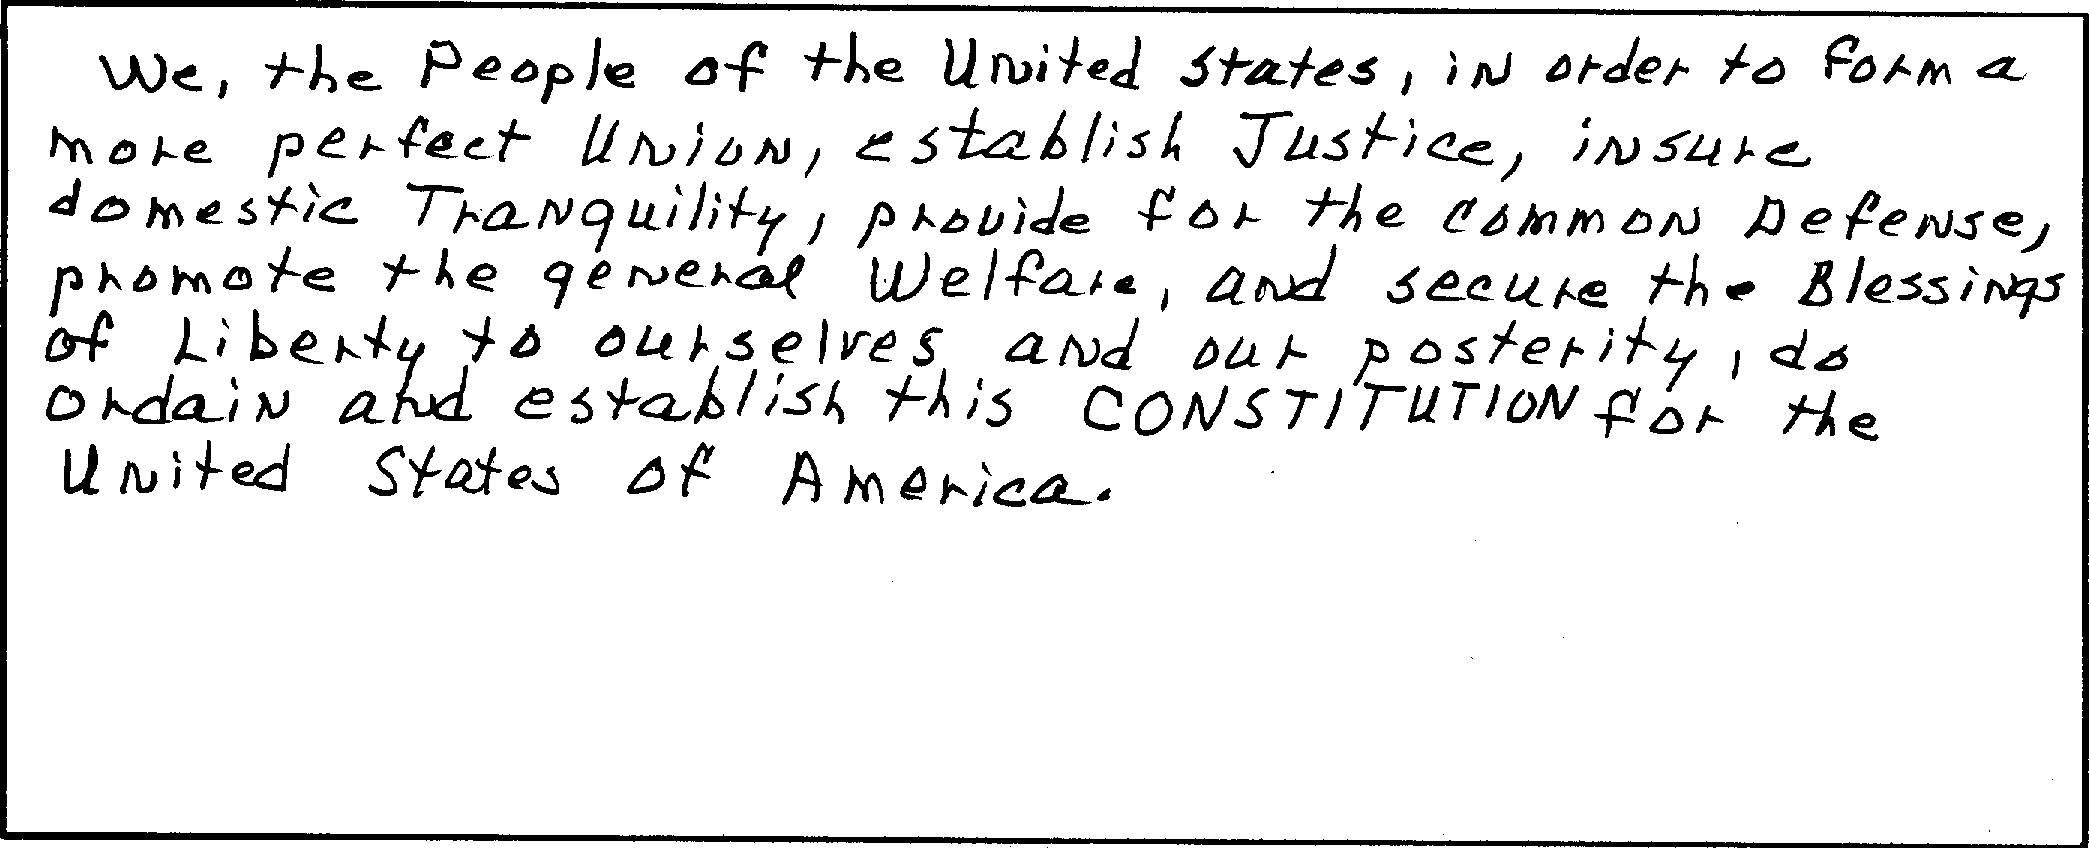 We, the People of the United States, in order to form a
more perfect Union, establish Justice, insure
domestic Tranquility, provide for the common Defense,
promote the general Welfare, and secure the Blessings
of Liberty to ourselves and our posterity, do
ordain and establish this CONSTITUTION for the
United States of America.